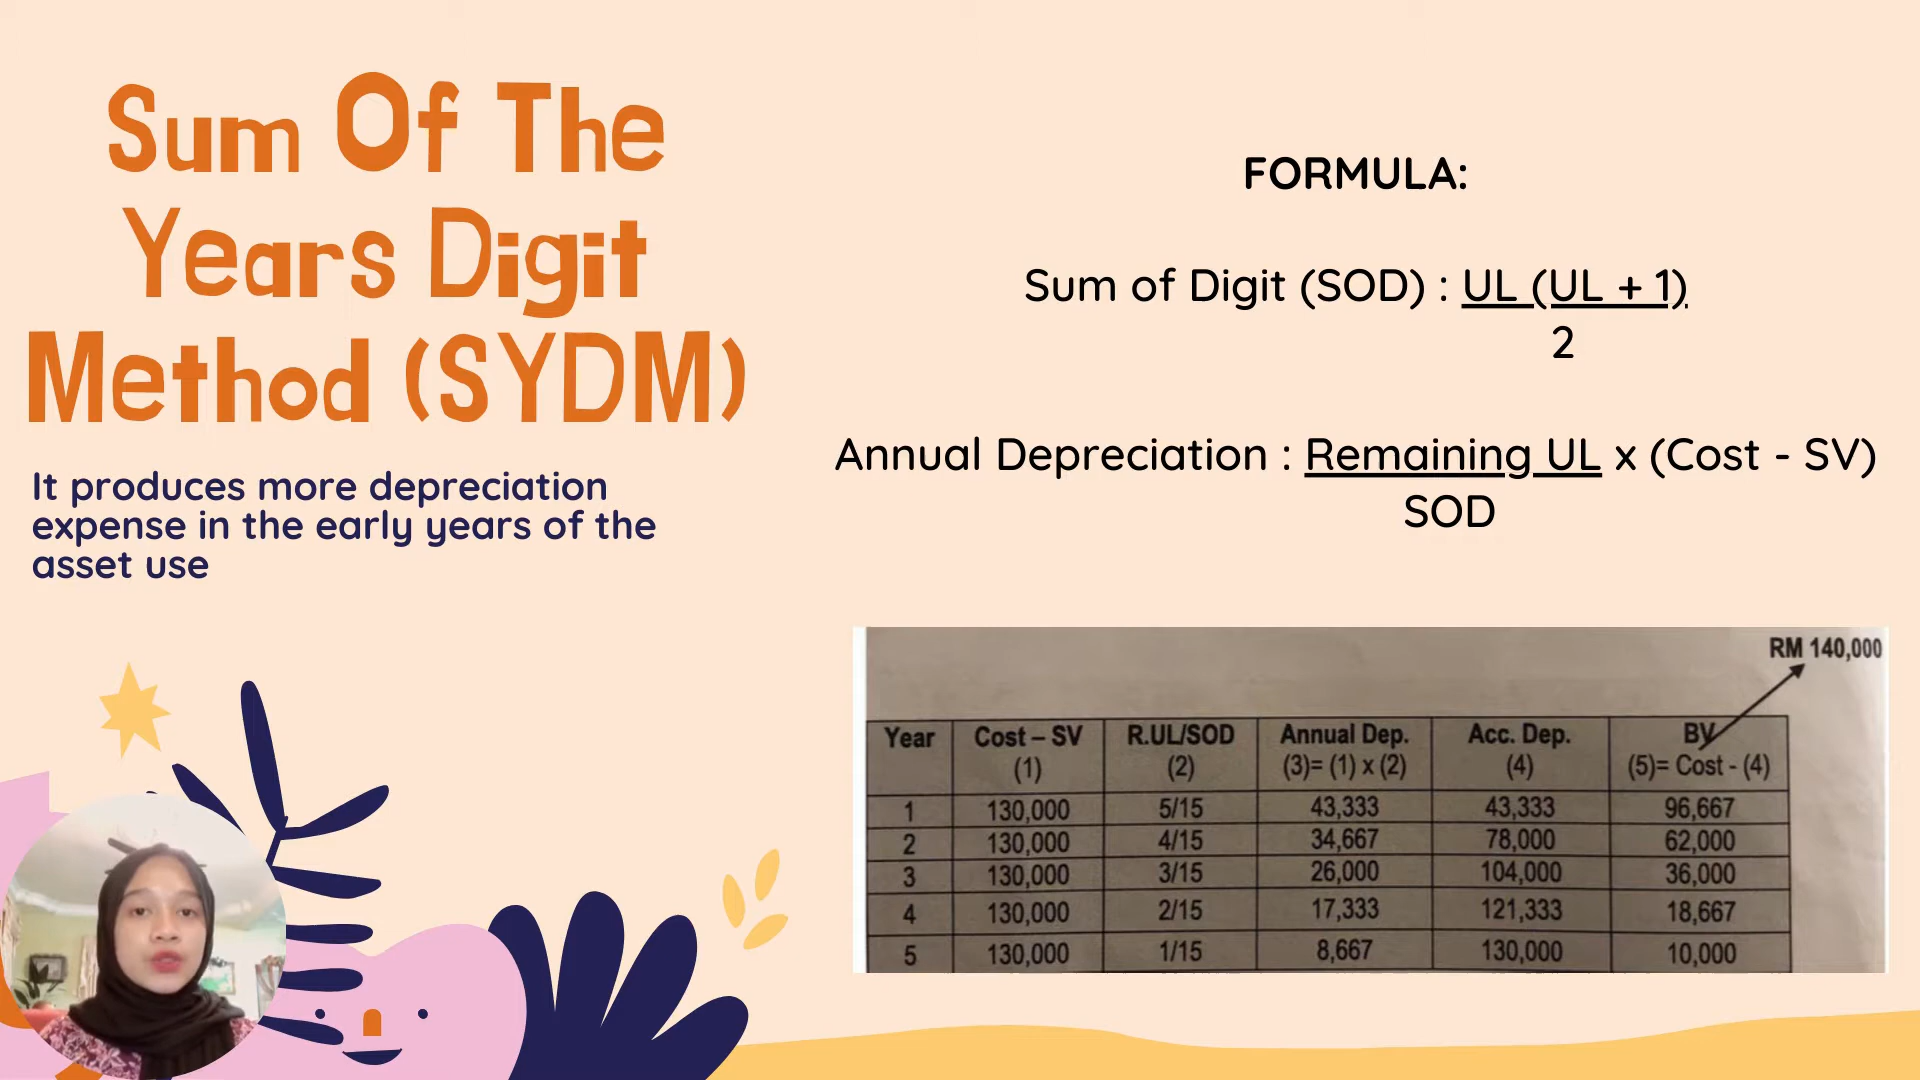 Sum Of The
Years Digit
Method (SYDM)
It produces more depreciation
expense in the early years of the
asset use
FORMULA:
Sum of Digit (SOD) : UL (UL + 1)
2
Annual Depreciation : Remaining UL x (Cost - SV)
SOD
RM 140,000
Year Cost – SV R.UL/SOD Annual Dep. Acc. Dep. BV
(1) (2) (3)= (1) x (2) (4) (5)= Cost - (4)
1 130,000 5/15 43,333 43,333 96,667
2 130,000 4/15 34,667 78,000 62,000
3 130,000 3/15 26,000 104,000 36,000
4 130,000 2/15 17,333 121,333 18,667
5 130,000 1/15 8,667 130,000 10,000